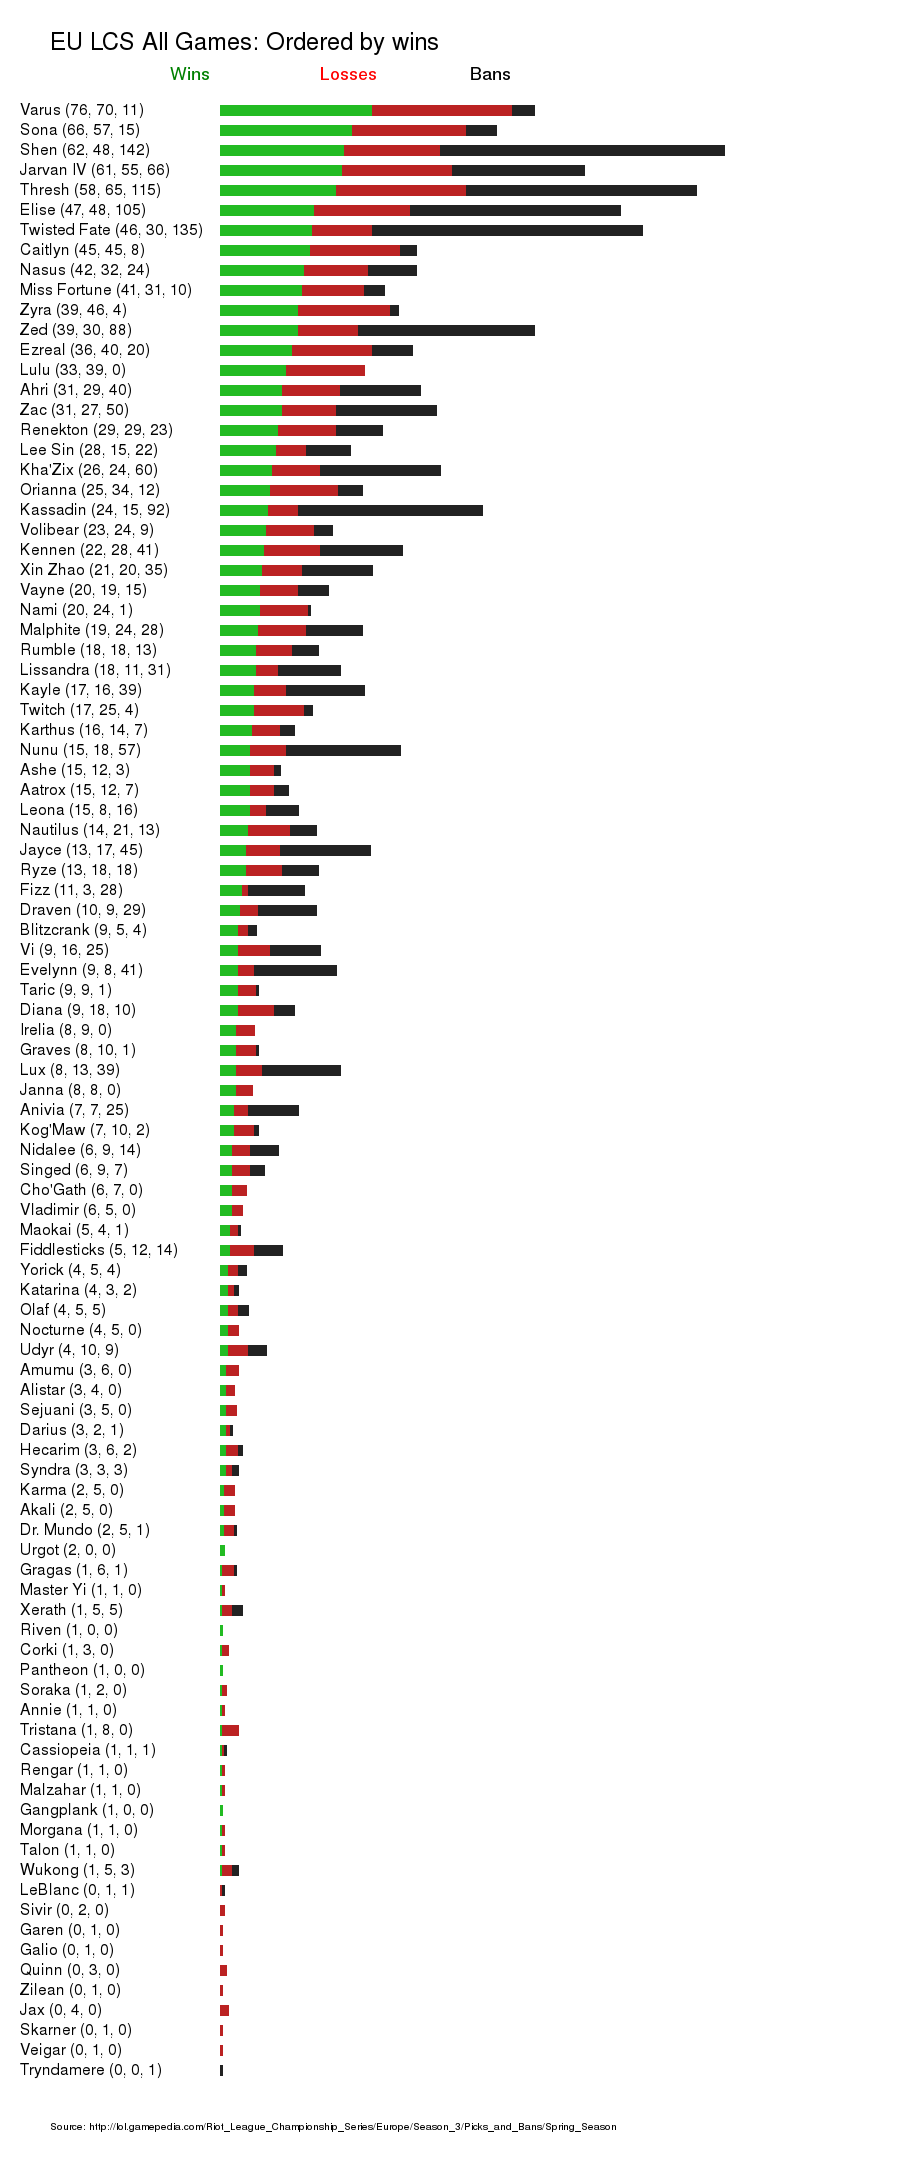 EU LCS All Games: Ordered by wins
Wins Losses Bans
Varus (76, 70, 11)
Sona (66, 57, 15)
Shen (62, 48, 142)
Jarvan IV (61, 55, 66)
Thresh (58, 65, 115)
Elise (47, 48, 105)
Twisted Fate (46, 30, 135)
Caitlyn (45, 45, 8)
Nasus (42, 32, 24)
Miss Fortune (41, 31, 10)
Zyra (39, 46, 4)
Zed (39, 30, 88)
Ezreal (36, 40, 20)
Lulu (33, 39, 0)
Ahri (31, 29, 40)
Zac (31, 27, 50)
Renekton (29, 29, 23)
Lee Sin (28, 15, 22)
Kha'Zix (26, 24, 60)
Orianna (25, 34, 12)
Kassadin (24, 15, 92)
Volibear (23, 24, 9)
Kennen (22, 28, 41)
Xin Zhao (21, 20, 35)
Vayne (20, 19, 15)
Nami (20, 24, 1)
Malphite (19, 24, 28)
Rumble (18, 18, 13)
Lissandra (18, 11, 31)
Kayle (17, 16, 39)
Twitch (17, 25, 4)
Karthus (16, 14, 7)
Nunu (15, 18, 57)
Ashe (15, 12, 3)
Aatrox (15, 12, 7)
Leona (15, 8, 16)
Nautilus (14, 21, 13)
Jayce (13, 17, 45)
Ryze (13, 18, 18)
Fizz (11, 3, 28)
Draven (10, 9, 29)
Blitzcrank (9, 5, 4)
Vi (9, 16, 25)
Evelynn (9, 8, 41)
Taric (9, 9, 1)
Diana (9, 18, 10)
Irelia (8, 9, 0)
Graves (8, 10, 1)
Lux (8, 13, 39)
Janna (8, 8, 0)
Anivia (7, 7, 25)
Kog'Maw (7, 10, 2)
Nidalee (6, 9, 14)
Singed (6, 9, 7)
Cho'Gath (6, 7, 0)
Vladimir (6, 5, 0)
Maokai (5, 4, 1)
Fiddlesticks (5, 12, 14)
Yorick (4, 5, 4)
Katarina (4, 3, 2)
Olaf (4, 5, 5)
Nocturne (4, 5, 0)
Udyr (4, 10, 9)
Amumu (3, 6, 0)
Alistar (3, 4, 0)
Sejuani (3, 5, 0)
Darius (3, 2, 1)
Hecarim (3, 6, 2)
Syndra (3, 3, 3)
Karma (2, 5, 0)
Akali (2, 5, 0)
Dr. Mundo (2, 5, 1)
Urgot (2, 0, 0)
Gragas (1, 6, 1)
Master Yi (1, 1, 0)
Xerath (1, 5, 5)
Riven (1, 0, 0)
Corki (1, 3, 0)
Pantheon (1, 0, 0)
Soraka (1, 2, 0)
Annie (1, 1, 0)
Tristana (1, 8, 0)
Cassiopeia (1, 1, 1)
Rengar (1, 1, 0)
Malzahar (1, 1, 0)
Gangplank (1, 0, 0)
Morgana (1, 1, 0)
Talon (1, 1, 0)
Wukong (1, 5, 3)
LeBlanc (0, 1, 1)
Sivir (0, 2, 0)
Garen (0, 1, 0)
Galio (0, 1, 0)
Quinn (0, 3, 0)
Zilean (0, 1, 0)
Jax (0, 4, 0)
Skarner (0, 1, 0)
Veigar (0, 1, 0)
Tryndamere (0, 0, 1)
Source: http://lol.gamepedia.com/Riot_League_Championship_Series/Europe/Season_3/Picks_and_Bans/Spring_Season